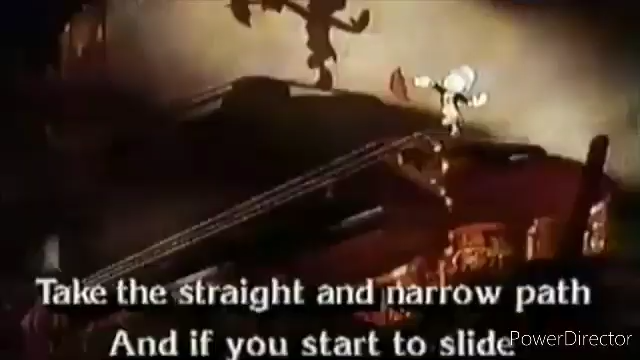 Take the straight and narrow path
And if you start to slide
PowerDirector